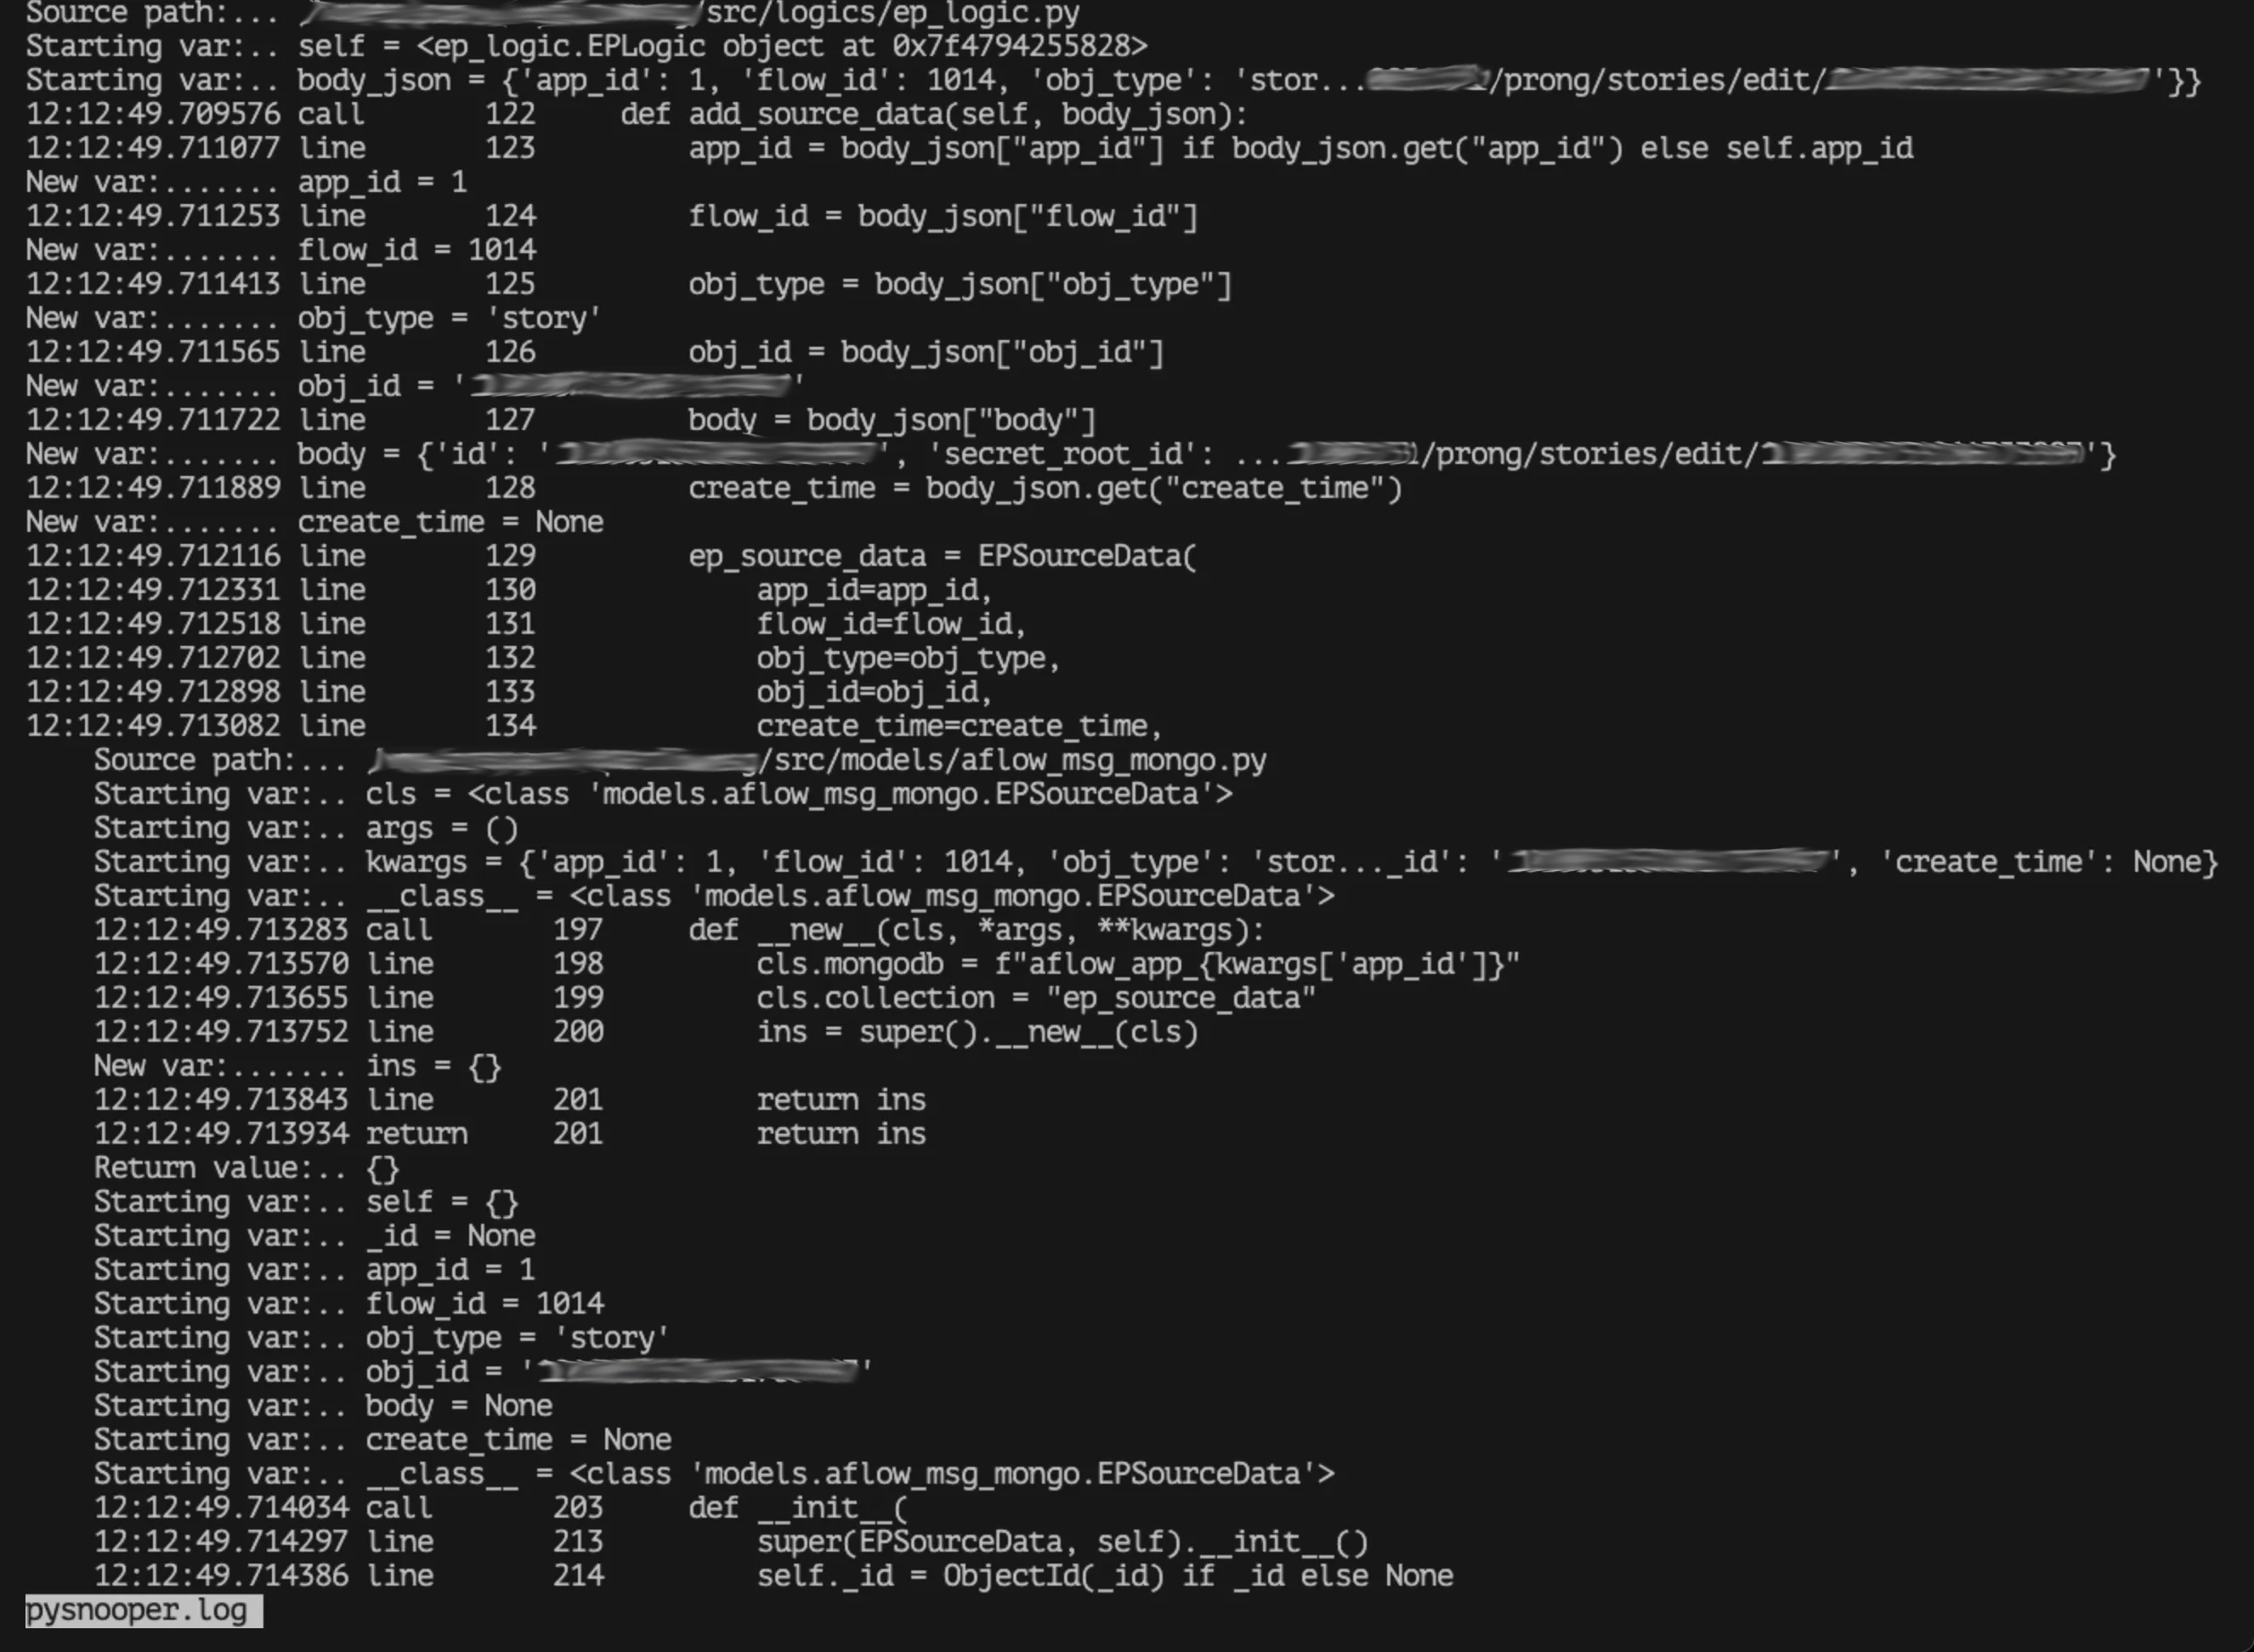 Source path:... /src/logics/ep_logic.py
Starting var:.. self = <ep_logic.EPLogic object at 0x7f4794255828>
Starting var:.. body_json = {'app_id': 1, 'flow_id': 1014, 'obj_type': 'stor... /prong/stories/edit/ '}}
12:12:49.709576 call       122     def add_source_data(self, body_json):
12:12:49.711077 line       123         app_id = body_json["app_id"] if body_json.get("app_id") else self.app_id
New var:....... app_id = 1
12:12:49.711253 line       124         flow_id = body_json["flow_id"]
New var:....... flow_id = 1014
12:12:49.711413 line       125         obj_type = body_json["obj_type"]
New var:....... obj_type = 'story'
12:12:49.711565 line       126         obj_id = body_json["obj_id"]
New var:....... obj_id = ' '
12:12:49.711722 line       127         body = body_json["body"]
New var:....... body = {'id': ' ', 'secret_root_id': ... /prong/stories/edit/ '}
12:12:49.711889 line       128         create_time = body_json.get("create_time")
New var:....... create_time = None
12:12:49.712116 line       129         ep_source_data = EPSourceData(
12:12:49.712331 line       130             app_id=app_id,
12:12:49.712518 line       131             flow_id=flow_id,
12:12:49.712702 line       132             obj_type=obj_type,
12:12:49.712898 line       133             obj_id=obj_id,
12:12:49.713082 line       134             create_time=create_time,
    Source path:... /src/models/aflow_msg_mongo.py
    Starting var:.. cls = <class 'models.aflow_msg_mongo.EPSourceData'>
    Starting var:.. args = ()
    Starting var:.. kwargs = {'app_id': 1, 'flow_id': 1014, 'obj_type': 'stor..._id': ' ', 'create_time': None}
    Starting var:.. __class__ = <class 'models.aflow_msg_mongo.EPSourceData'>
    12:12:49.713283 call       197     def __new__(cls, *args, **kwargs):
    12:12:49.713570 line       198         cls.mongodb = f"aflow_app_{kwargs['app_id']}"
    12:12:49.713655 line       199         cls.collection = "ep_source_data"
    12:12:49.713752 line       200         ins = super().__new__(cls)
    New var:....... ins = {}
    12:12:49.713843 line       201         return ins
    12:12:49.713934 return     201         return ins
    Return value:.. {}
    Starting var:.. self = {}
    Starting var:.. _id = None
    Starting var:.. app_id = 1
    Starting var:.. flow_id = 1014
    Starting var:.. obj_type = 'story'
    Starting var:.. obj_id = ' '
    Starting var:.. body = None
    Starting var:.. create_time = None
    Starting var:.. __class__ = <class 'models.aflow_msg_mongo.EPSourceData'>
    12:12:49.714034 call       203     def __init__(
    12:12:49.714297 line       213         super(EPSourceData, self).__init__()
    12:12:49.714386 line       214         self._id = ObjectId(_id) if _id else None
pysnooper.log